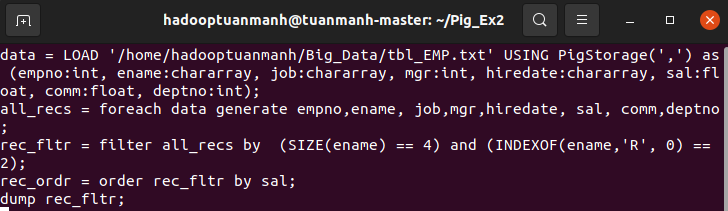 hadooptuanmanh@tuanmanh-master: ~/Pig_Ex2
data = LOAD '/home/hadooptuanmanh/Big_Data/tbl_EMP.txt' USING PigStorage(',') as
 (empno:int, ename:chararray, job:chararray, mgr:int, hiredate:chararray, sal:fl
oat, comm:float, deptno:int);
all_recs = foreach data generate empno,ename, job,mgr,hiredate, sal, comm,deptno
;
rec_fltr = filter all_recs by  (SIZE(ename) == 4) and (INDEXOF(ename,'R', 0) ==
2);
rec_ordr = order rec_fltr by sal;
dump rec_fltr;